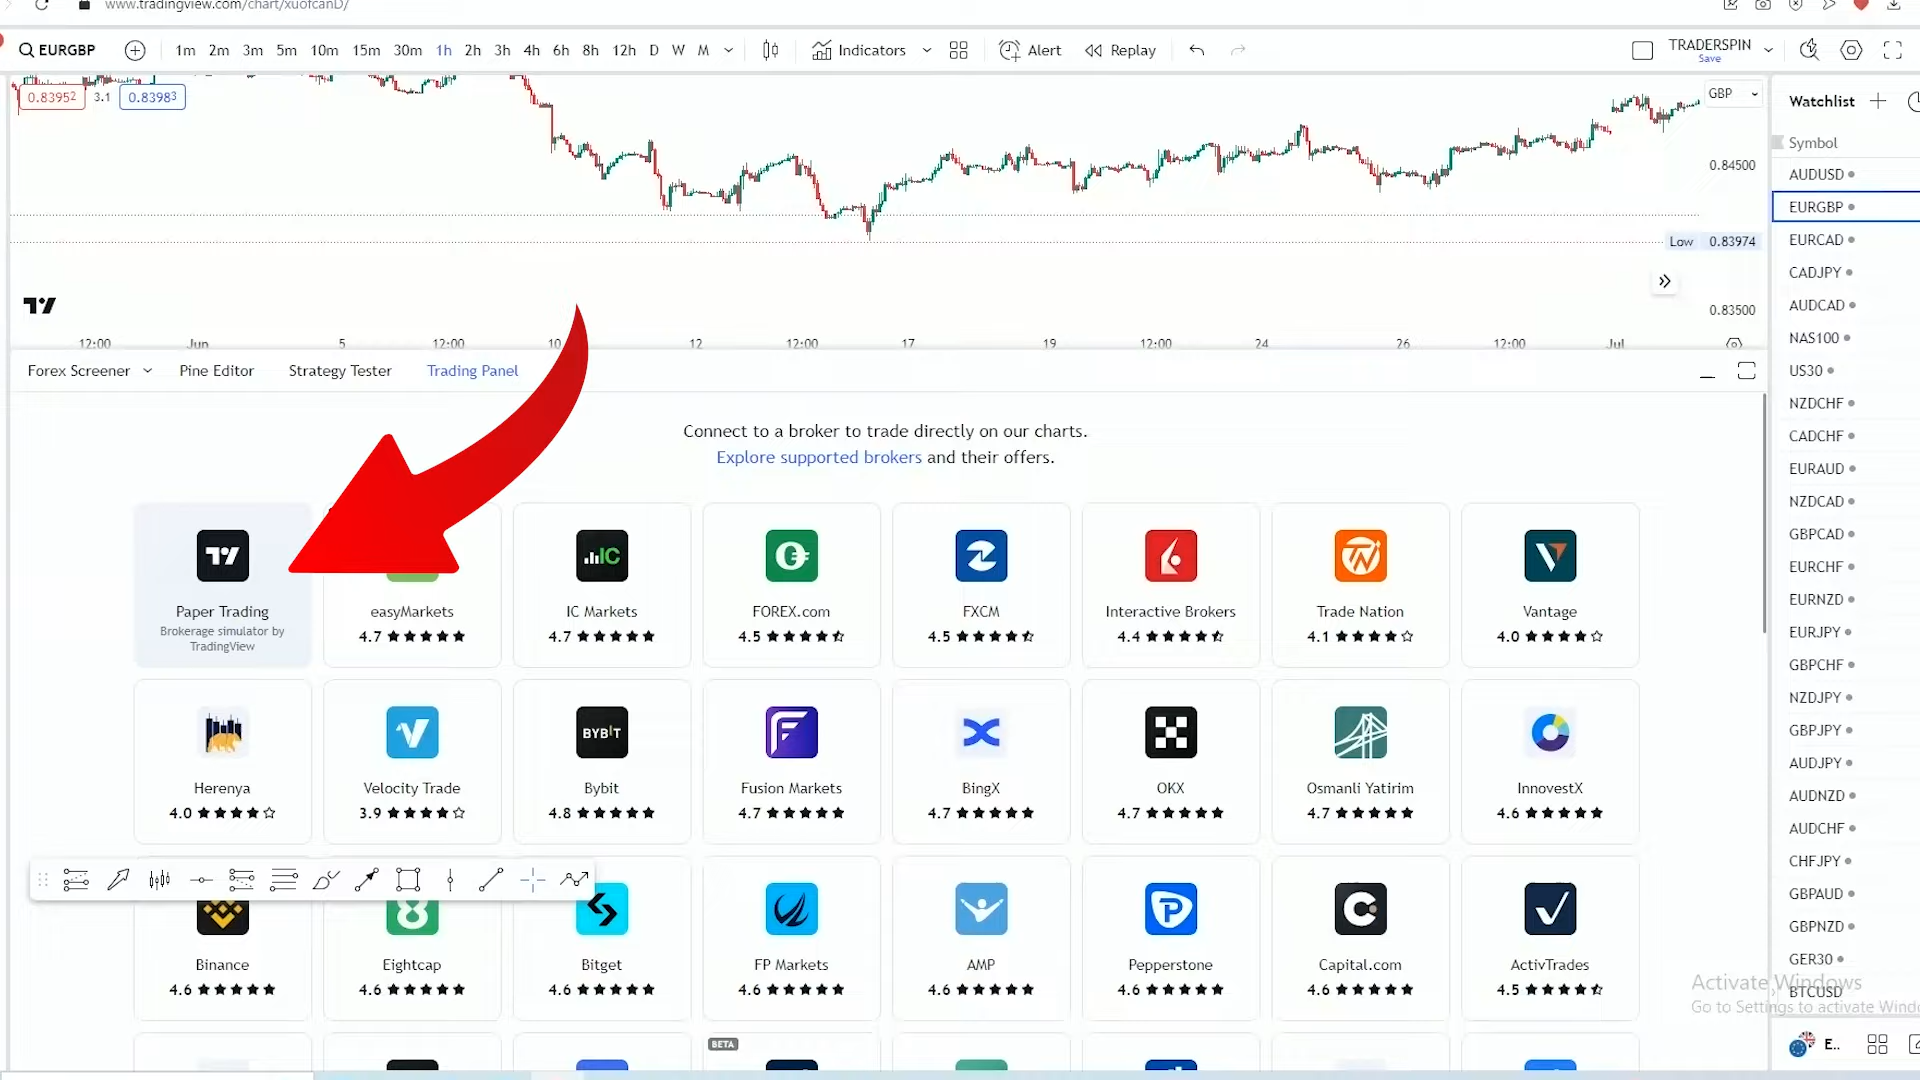 www.tradingview.com/chart/xuofcanD/
EURGBP 1m 2m 3m 5m 10m 15m 30m 1h 2h 3h 4h 6h 8h 12h D W M Indicators Alert Replay TRADERSPIN
Save
0.83952 3.1 0.83983
GBP
0.84500
Low 0.83974
0.83500
12:00 Jun 5 12:00 10 12 12:00 17 19 12:00 24 26 12:00 Jul
Forex Screener Pine Editor Strategy Tester Trading Panel
Connect to a broker to trade directly on our charts.
Explore supported brokers and their offers.
Paper Trading
Brokerage simulator by
TradingView
easyMarkets
4.7
IC
IC Markets
4.7
FOREX.com
4.5
FXCM
4.5
Interactive Brokers
4.4
Trade Nation
4.1
Vantage
4.0
Herenya
4.0
Velocity Trade
3.9
BYBIT
Bybit
4.8
Fusion Markets
4.7
BingX
4.7
OKX
4.7
Osmanli Yatirim
4.7
InnovestX
4.6
Binance
4.6
Eightcap
4.6
Bitget
4.6
FP Markets
4.6
AMP
4.6
Pepperstone
4.6
Capital.com
4.6
ActivTrades
4.5
BETA
Watchlist
Symbol
AUDUSD
EURGBP
EURCAD
CADJPY
AUDCAD
NAS100
US30
NZDCHF
CADCHF
EURAUD
NZDCAD
GBPCAD
EURCHF
EURNZD
EURJPY
GBPCHF
NZDJPY
GBPJPY
AUDJPY
AUDNZD
AUDCHF
CHFJPY
GBPAUD
GBPNZD
GER30
BTCUSD
Activate Windows
Go to Settings to activate Windo
E..